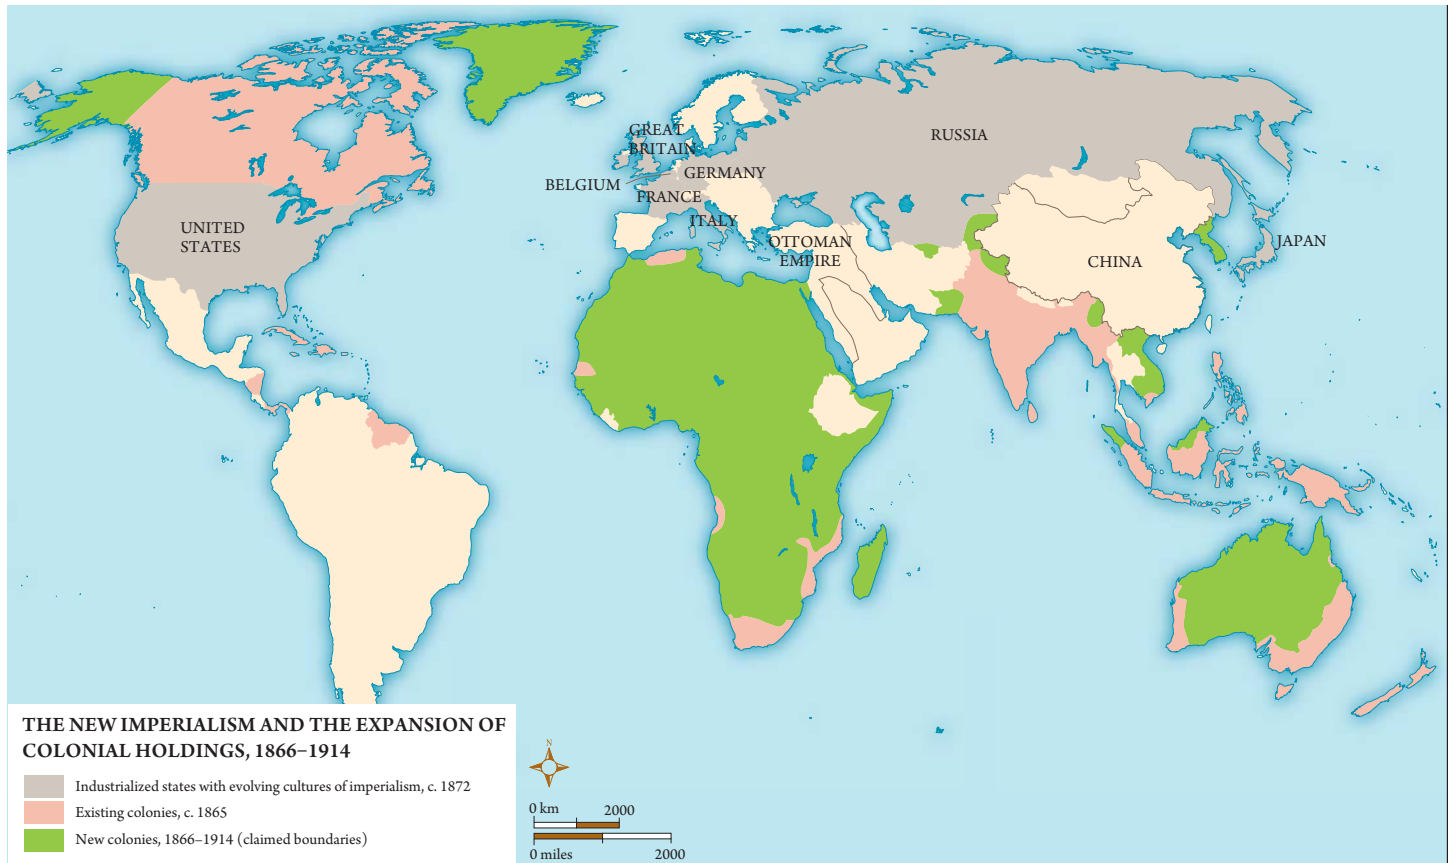 GREAT
BRITAIN
RUSSIA
BELGIUM
GERMANY
FRANCE
UNITED
STATES
ITALY
OTTOMAN
EMPIRE
JAPAN
CHINA
THE NEW IMPERIALISM AND THE EXPANSION OF
COLONIAL HOLDINGS, 1866–1914
Industrialized states with evolving cultures of imperialism, c. 1872
Existing colonies, c. 1865
New colonies, 1866–1914 (claimed boundaries)
N
0 km 2000
0 miles 2000